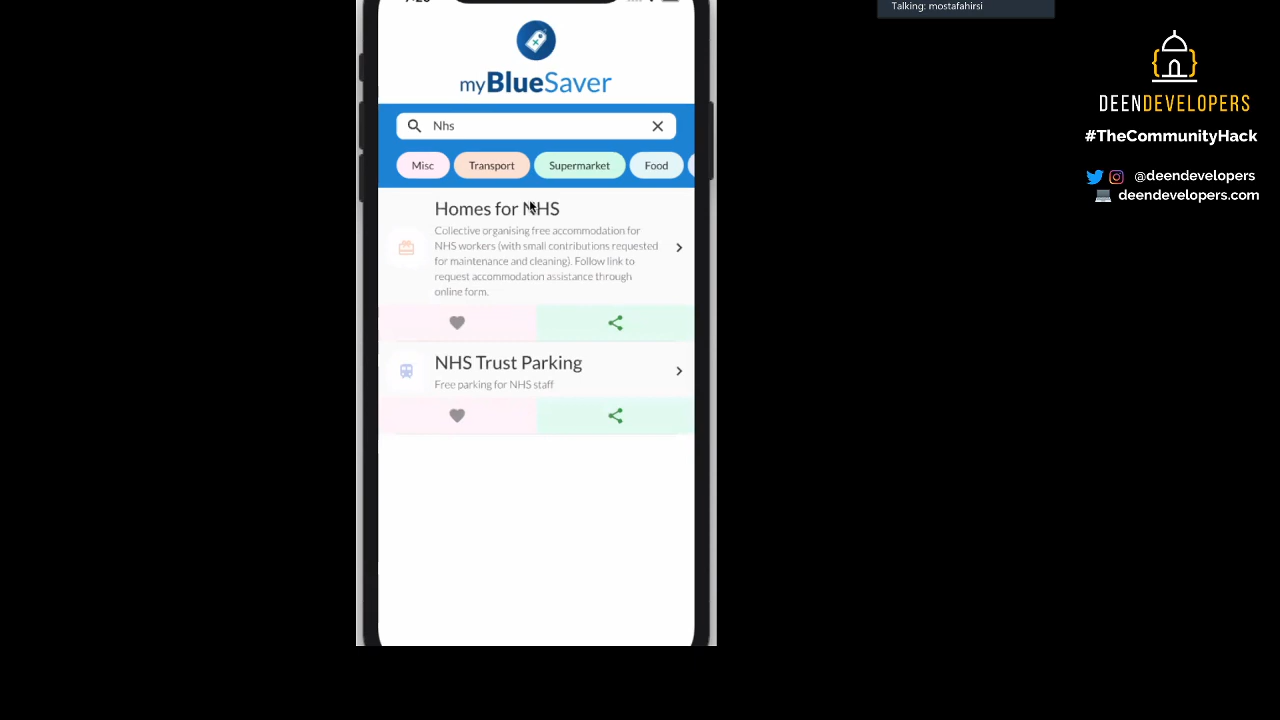 Talking: mostafahirsi
myBlueSaver
Nhs
Misc
Transport
Supermarket
Food
Homes for NHS
Collective organising free accommodation for
NHS workers (with small contributions requested
for maintenance and cleaning). Follow link to
request accommodation assistance through
online form.
NHS Trust Parking
Free parking for NHS staff
DEENDEVELOPERS
#TheCommunityHack
@deendevelopers
deendevelopers.com